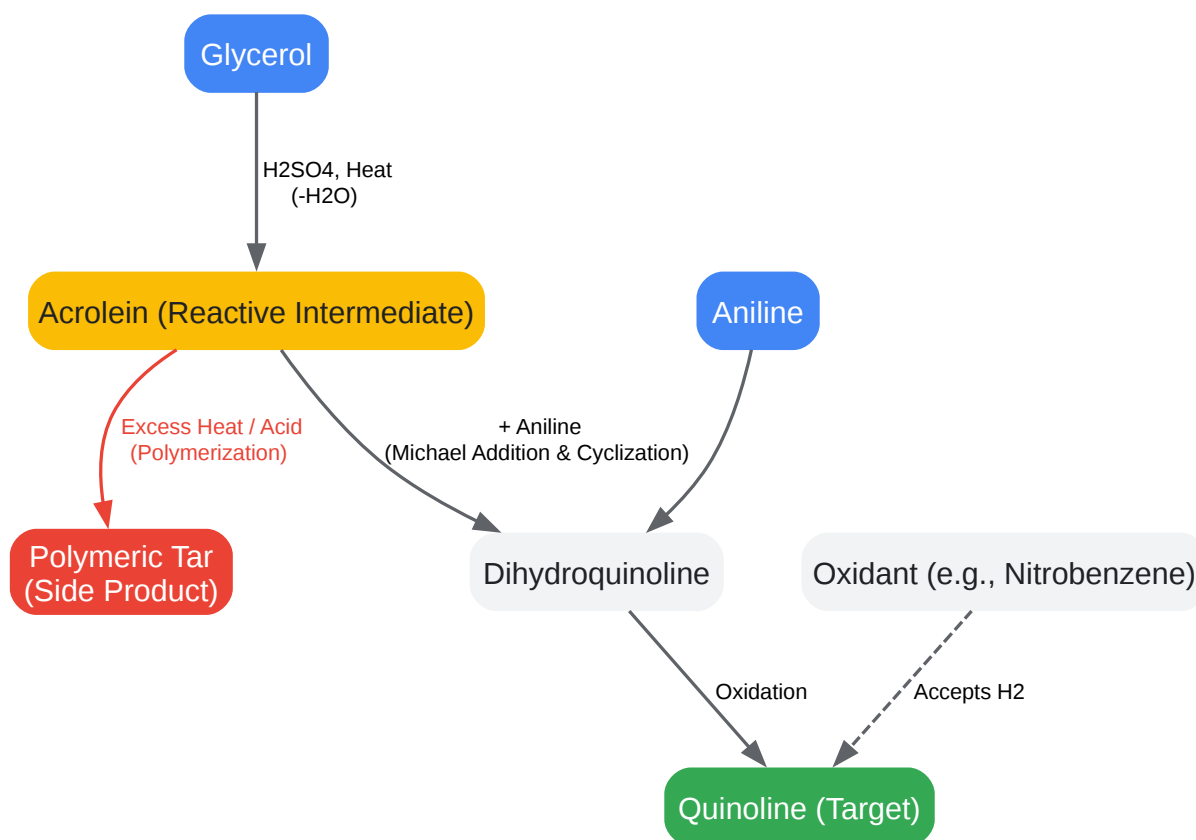 Glycerol
H2SO4, Heat
(-H2O)
Acrolein (Reactive Intermediate)
Aniline
Excess Heat / Acid
(Polymerization)
+ Aniline
(Michael Addition & Cyclization)
Polymeric Tar
(Side Product)
Dihydroquinoline
Oxidant (e.g., Nitrobenzene)
Oxidation
Accepts H2
Quinoline (Target)